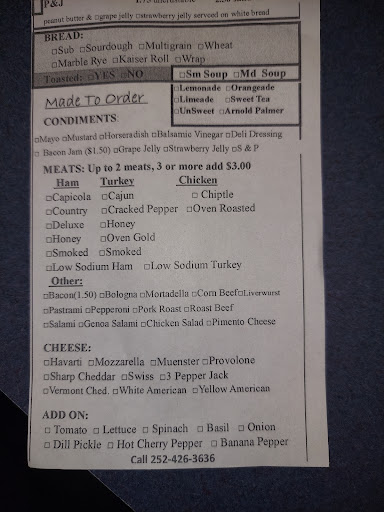 P&J
peanut butter & □grape jelly □strawberry jelly serviced on white bread
BREAD:
□Sub □Sourdough □Multigrain □Wheat
□Marble Rye □Kaiser Roll □Wrap
Toasted: □YES □NO
□Sm Soup □Md Soup
□Lemonade □Orangeade
□Limeade □Sweet Tea
□UnSweet □Arnold Palmer
Made To Order
CONDIMENTS
□Mayo □Mustard □Horseradish □Balsamic Vinegar □Deli Dressing
□ Bacon Jam ($1.50) □Grape Jelly □Strawberry Jelly □S & P
MEATS: Up to 2 meats, 3 or more add $3.00
Ham Turkey Chicken
□Capicola □Cajun □ Chiptle
□Country □Cracked Pepper □Oven Roasted
□Deluxe □Honey
□Honey □Oven Gold
□Smoked □Smoked
□Low Sodium Ham □Low Sodium Turkey
Other:
□Bacon(1.50) □Bologna □Mortadella □Corn Beef□Liverwurst
□Pastrami □Pepperoni □Pork Roast □Roast Beef
□Salami □Genoa Salami □Chicken Salad □Pimento Cheese
CHEESE:
□Havarti □Mozzarella □Muenster □Provolone
□Sharp Cheddar □Swiss □3 Pepper Jack
□Vermont Ched. □White American □Yellow American
ADD ON:
□ Tomato □ Lettuce □ Spinach □ Basil □ Onion
□ Dill Pickle □ Hot Cherry Pepper □ Banana Pepper
Call 252-426-3636